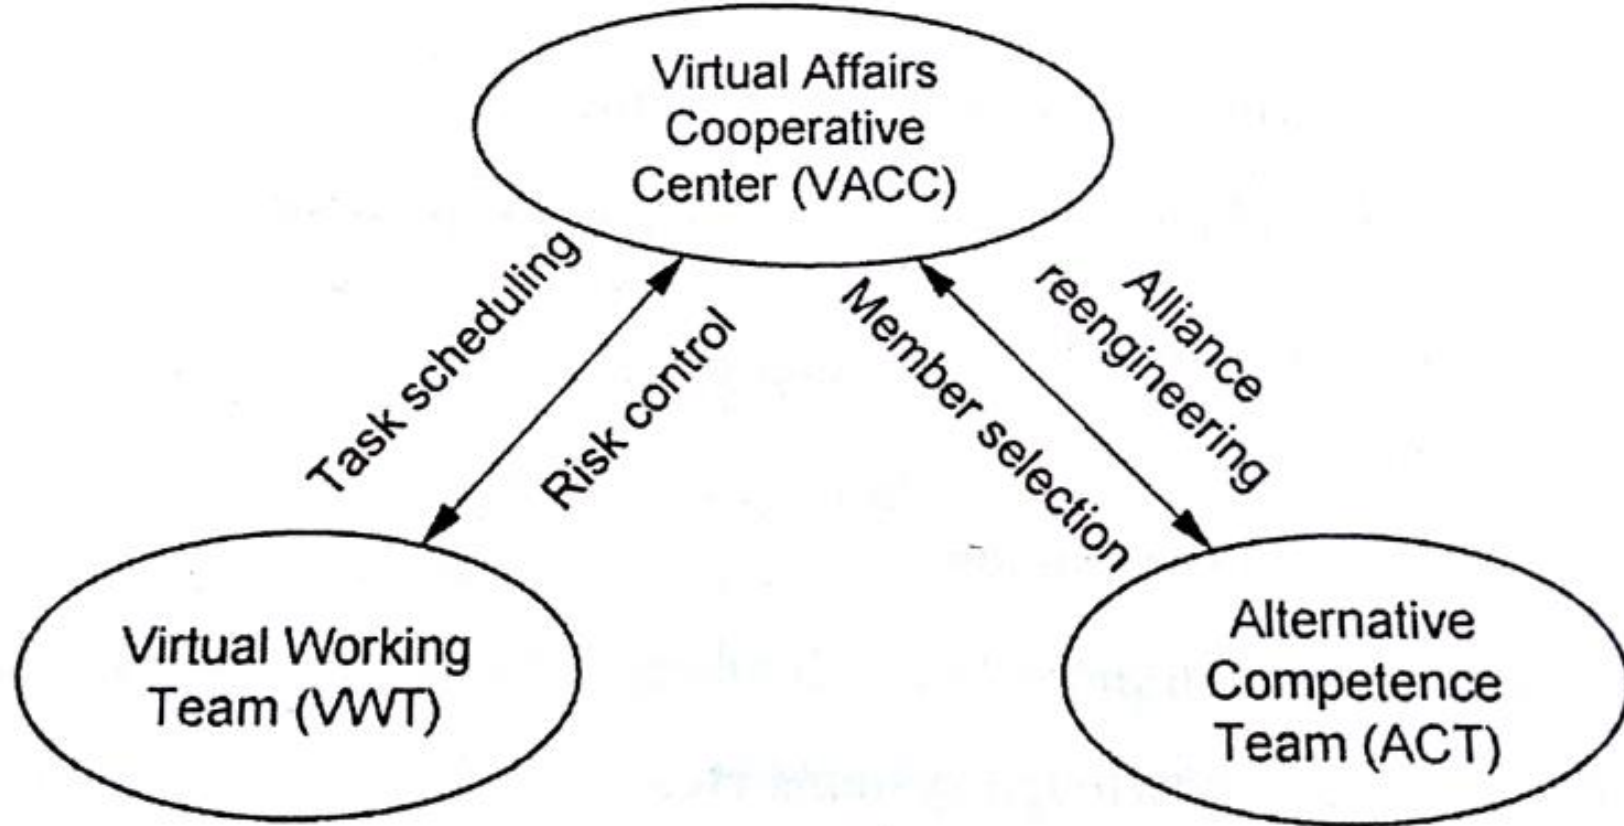 Virtual Affairs
Cooperative
Center (VACC)
Task scheduling
Risk control
Member selection
Alliance
reengineering
Virtual Working
Team (VWT)
Alternative
Competence
Team (ACT)